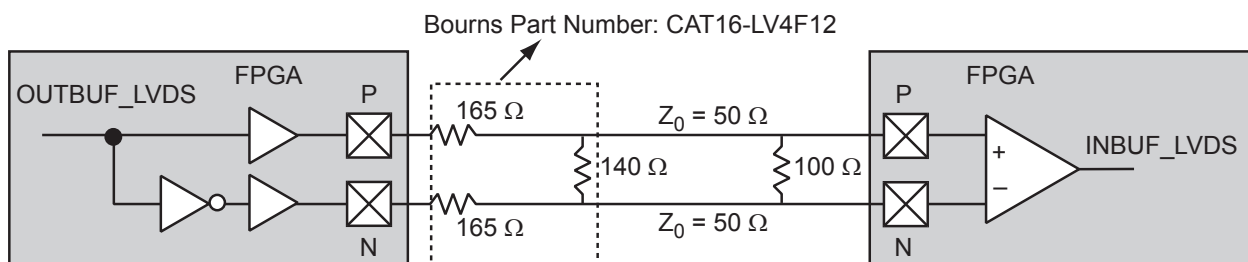 Bourns Part Number: CAT16-LV4F12
FPGA
FPGA
OUTBUF_LVDS
P
165 Ω
Z0 = 50 Ω
P
140 Ω
100 Ω
+
−
INBUF_LVDS
N
165 Ω
Z0 = 50 Ω
N